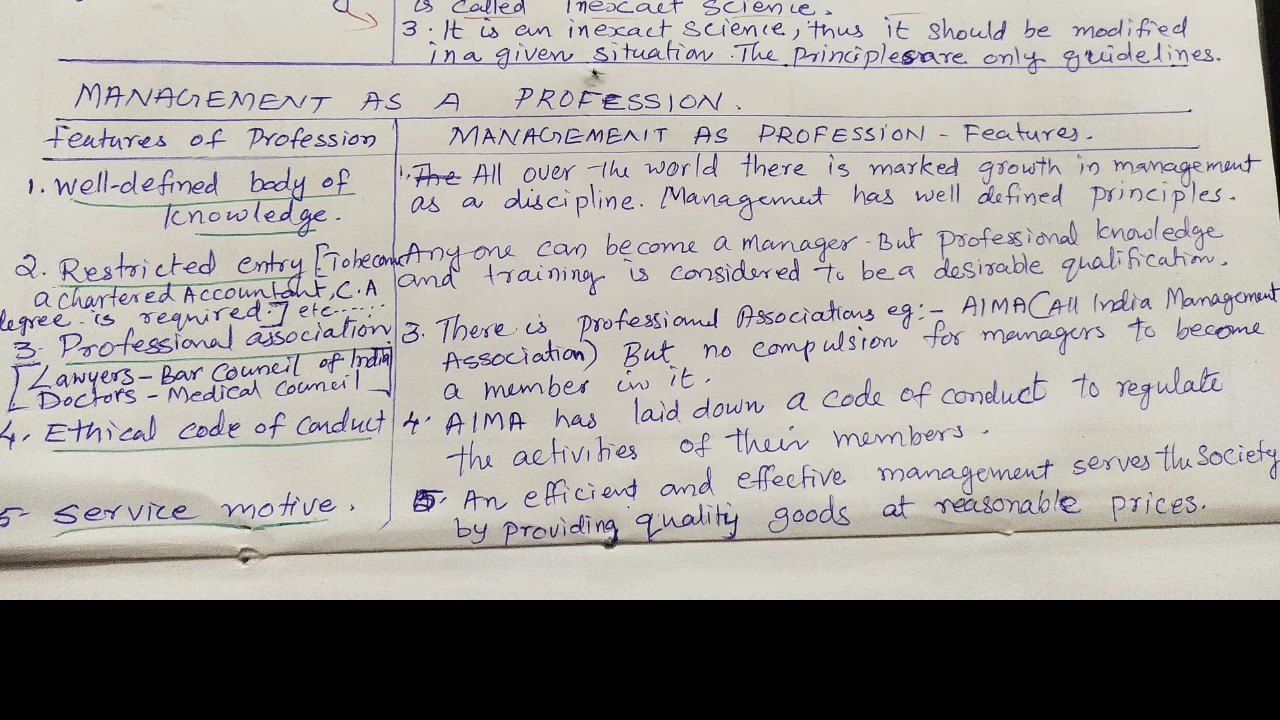 is called Inexcact Science.
3. It is an inexact science, thus it should be modified
in a given situation. The principles are only guidelines.
MANAGEMENT AS A PROFESSION.
features of Profession
1. well-defined body of
knowledge.
2. Restricted entry [To become
a chartered Accountant, C.A
degree is required.] etc.....
3. Professional association
[Lawyers - Bar Council of India
Doctors - Medical Council]
4. Ethical code of conduct
5- service motive.
MANAGEMENT AS PROFESSION - Features.
1. The All over the world there is marked growth in management
as a discipline. Management has well defined principles.
Any one can become a manager. But professional knowledge
and training is considered to be a desirable qualification.
3. There is professional Associations eg:- AIMA (All India Management
Association) But no compulsion for managers to become
a member in it.
4. AIMA has laid down a code of conduct to regulate
the activities of their members.
5. An efficient and effective management serves the Society
by providing quality goods at reasonable prices.